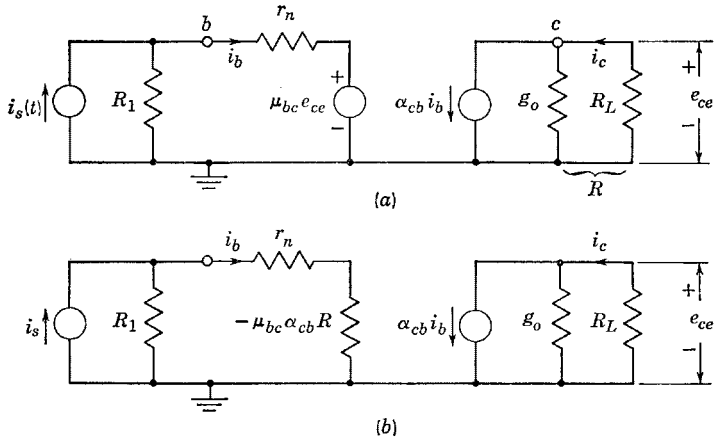 b r_n c
i_b i_c
i_s(t) R_1 + μ_bc e_ce − α_cb i_b g_o R_L + e_ce −
R
(a)
i_b r_n i_c
i_s R_1 −μ_bc α_cb R α_cb i_b g_o R_L + e_ce −
(b)